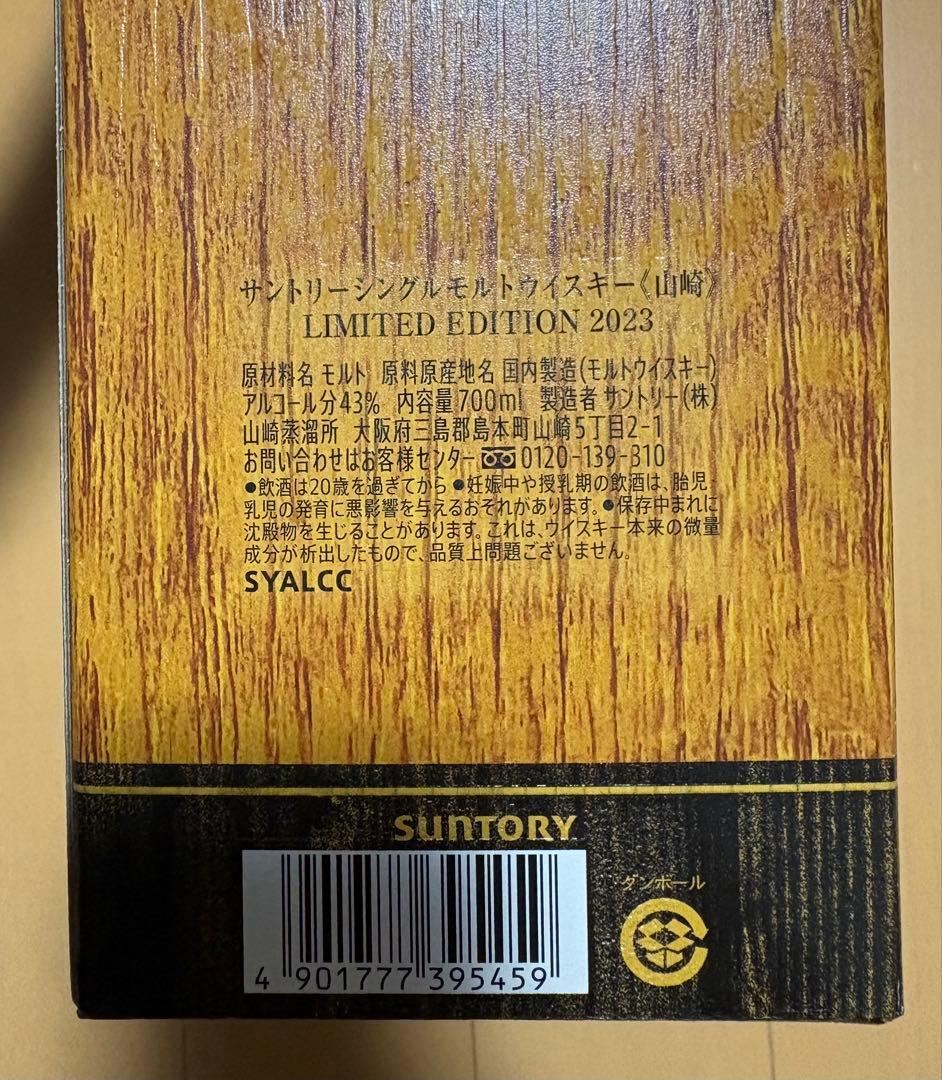 サントリーシングルモルトウイスキー《山崎》
LIMITED EDITION 2023
原材料名 モルト 原料原産地名 国内製造(モルトウイスキー)
アルコール分43% 内容量700ml 製造者 サントリー(株)
山崎蒸溜所 大阪府三島郡島本町山崎5丁目2-1
お問い合わせはお客様センター 0120-139-310
●飲酒は20歳を過ぎてから ●妊娠中や授乳期の飲酒は、胎児・
乳児の発育に悪影響を与えるおそれがあります。●保存中まれに
沈殿物を生じることがあります。これは、ウイスキー本来の微量
成分が析出したもので、品質上問題ございません。
SYALCC
SUNTORY
ダンボール
4 901777 395459